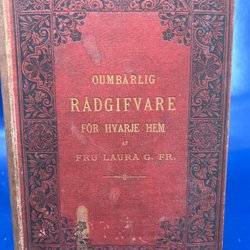 OUMBÄRLIG
RÅDGIFVARE
FÖR HVARJE HEM
AF
FRU LAURA G. FR.